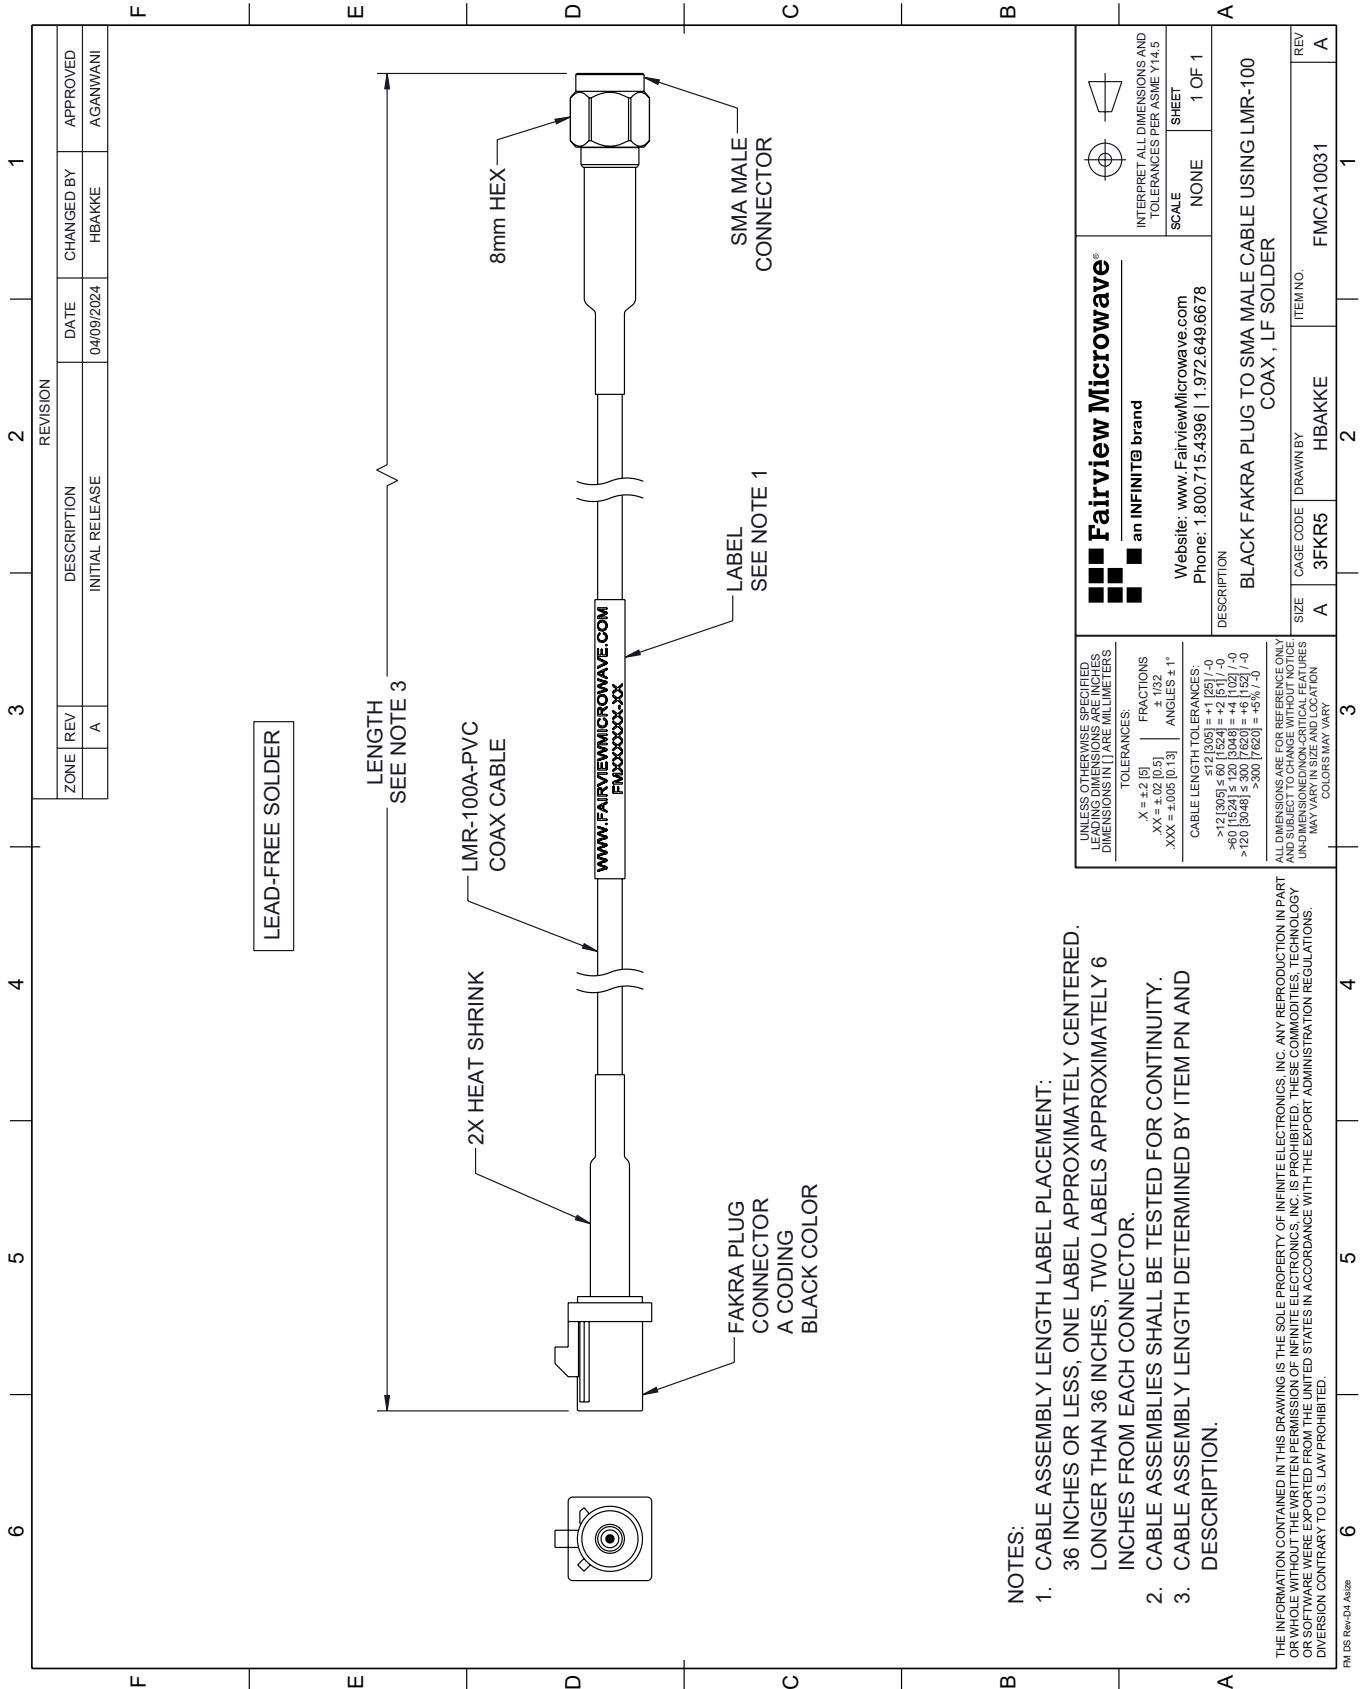 REVISION
ZONE REV DESCRIPTION DATE CHANGED BY APPROVED
A INITIAL RELEASE 04/09/2024 HBAKKE AGANWANI
6 5 4 3 2 1
F
E
D
C
B
A
LEAD-FREE SOLDER
LENGTH
SEE NOTE 3
2X HEAT SHRINK
LMR-100A-PVC
COAX CABLE
8mm HEX
WWW.FAIRVIEWMICROWAVE.COM
FMXXXXXX-XX
FAKRA PLUG
CONNECTOR
A CODING
BLACK COLOR
LABEL
SEE NOTE 1
SMA MALE
CONNECTOR
NOTES:
1. CABLE ASSEMBLY LENGTH LABEL PLACEMENT:
36 INCHES OR LESS, ONE LABEL APPROXIMATELY CENTERED.
LONGER THAN 36 INCHES, TWO LABELS APPROXIMATELY 6
INCHES FROM EACH CONNECTOR.
2. CABLE ASSEMBLIES SHALL BE TESTED FOR CONTINUITY.
3. CABLE ASSEMBLY LENGTH DETERMINED BY ITEM PN AND
DESCRIPTION.
THE INFORMATION CONTAINED IN THIS DRAWING IS THE SOLE PROPERTY OF INFINITE ELECTRONICS, INC. ANY REPRODUCTION IN PART
OR WHOLE WITHOUT THE WRITTEN PERMISSION OF INFINITE ELECTRONICS, INC. IS PROHIBITED. THESE COMMODITIES, TECHNOLOGY
OR SOFTWARE WERE EXPORTED FROM THE UNITED STATES IN ACCORDANCE WITH THE EXPORT ADMINISTRATION REGULATIONS.
DIVERSION CONTRARY TO U.S. LAW PROHIBITED.
UNLESS OTHERWISE SPECIFIED
LEADING DIMENSIONS ARE INCHES
DIMENSIONS IN [ ] ARE MILLIMETERS
TOLERANCES:
.X = ±.2 [5] FRACTIONS
.XX = ±.02 [0.5] ± 1/32
.XXX = ±.005 [0.13] ANGLES ± 1°
CABLE LENGTH TOLERANCES:
≤12 [305] = +1 [25] / -0
>12 [305] ≤ 60 [1524] = +2 [51] / -0
>60 [1524] ≤ 120 [3048] = +4 [102] / -0
>120 [3048] ≤ 300 [7620] = +6 [152] / -0
>300 [7620] = +5% / -0
ALL DIMENSIONS ARE FOR REFERENCE ONLY
AND SUBJECT TO CHANGE WITHOUT NOTICE.
UN-DIMENSIONED/NON-CRITICAL FEATURES
MAY VARY IN SIZE AND LOCATION
COLORS MAY VARY
Fairview Microwave®
an INFINIT@ brand
Website: www.FairviewMicrowave.com
Phone: 1.800.715.4396 | 1.972.649.6678
INTERPRET ALL DIMENSIONS AND
TOLERANCES PER ASME Y14.5
SCALE SHEET
NONE 1 OF 1
DESCRIPTION
BLACK FAKRA PLUG TO SMA MALE CABLE USING LMR-100
COAX , LF SOLDER
SIZE CAGE CODE DRAWN BY ITEM NO. REV
A 3FKR5 HBAKKE FMCA10031 A
6 5 4 3 2 1
F
E
D
C
B
A
FM DS Rev-D4 Asize